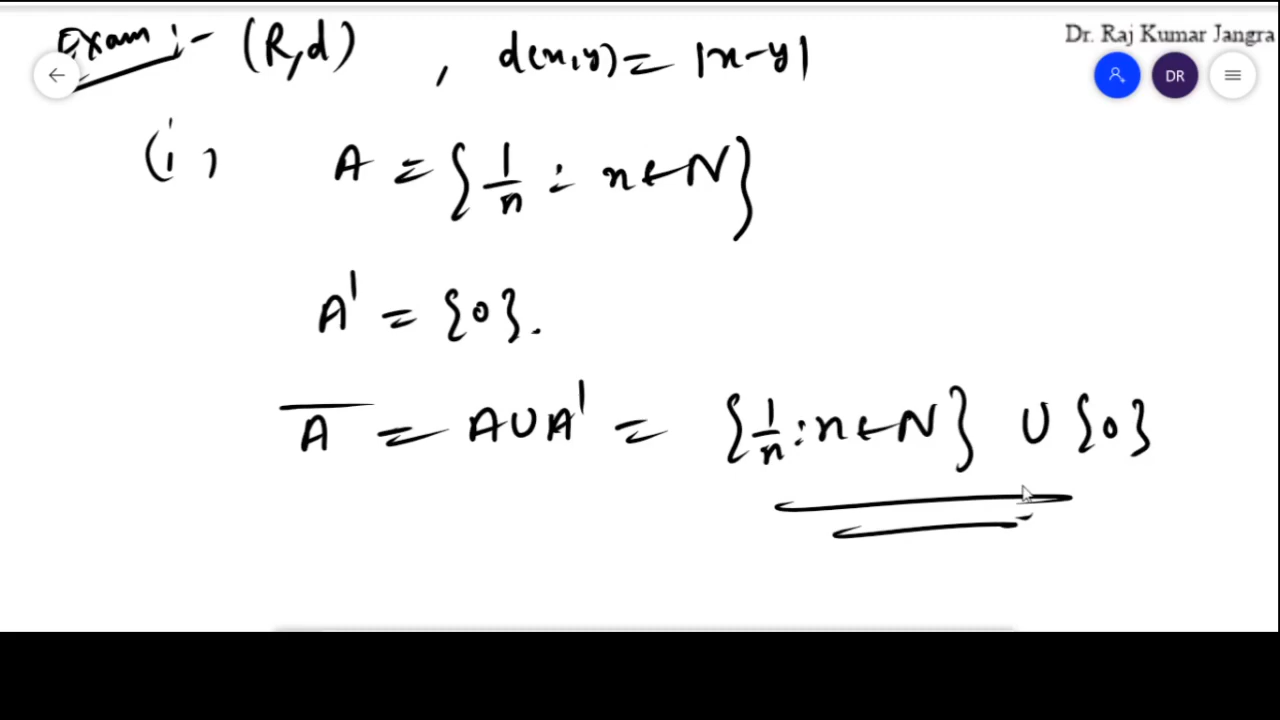 Dr. Raj Kumar Jangra
Exam :- (R,d) , d(x,y) = |x-y|
DR
(i) A = {1/n : n ∈ N}
A' = {0}.
A̅ = A ∪ A' = {1/n : n ∈ N} ∪ {0}